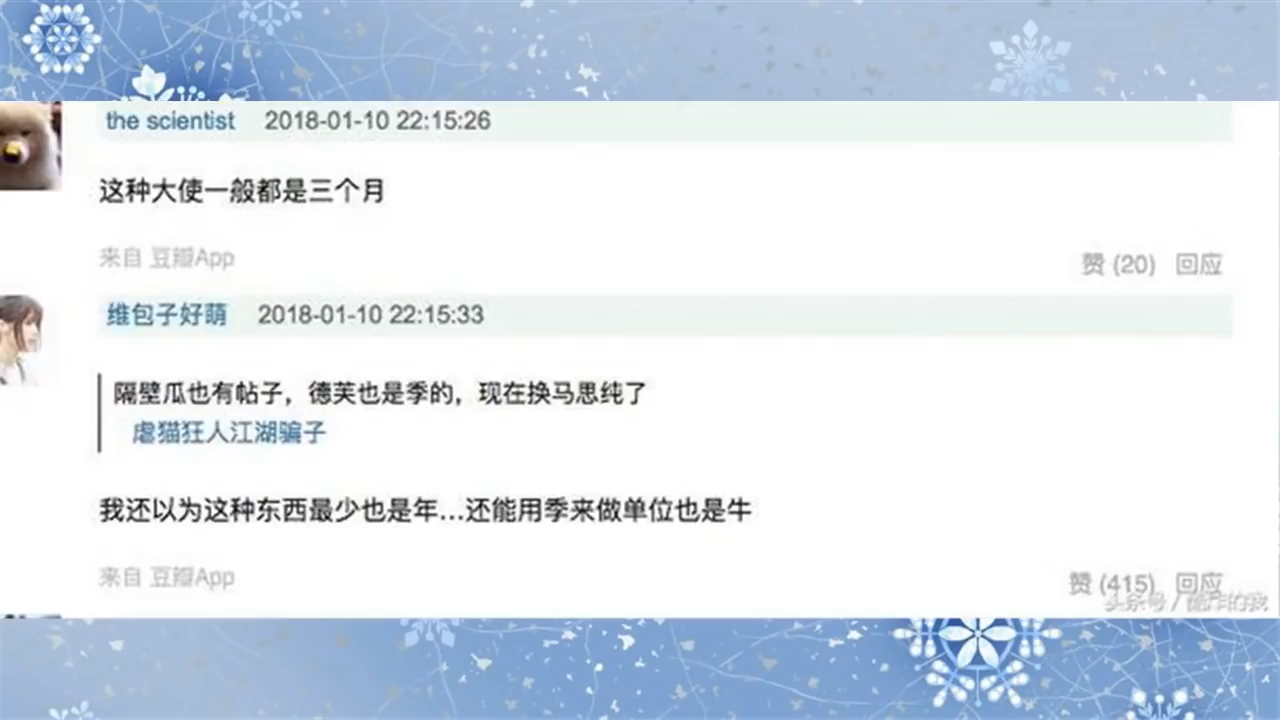 the scientist 2018-01-10 22:15:26
这种大使一般都是三个月
来自 豆瓣App
赞 (20) 回应
维包子好萌 2018-01-10 22:15:33
隔壁瓜也有帖子，德芙也是季的，现在换马思纯了
虐猫狂人江湖骗子
我还以为这种东西最少也是年...还能用季来做单位也是牛
来自 豆瓣App
赞 (415) 回应
头条号 /